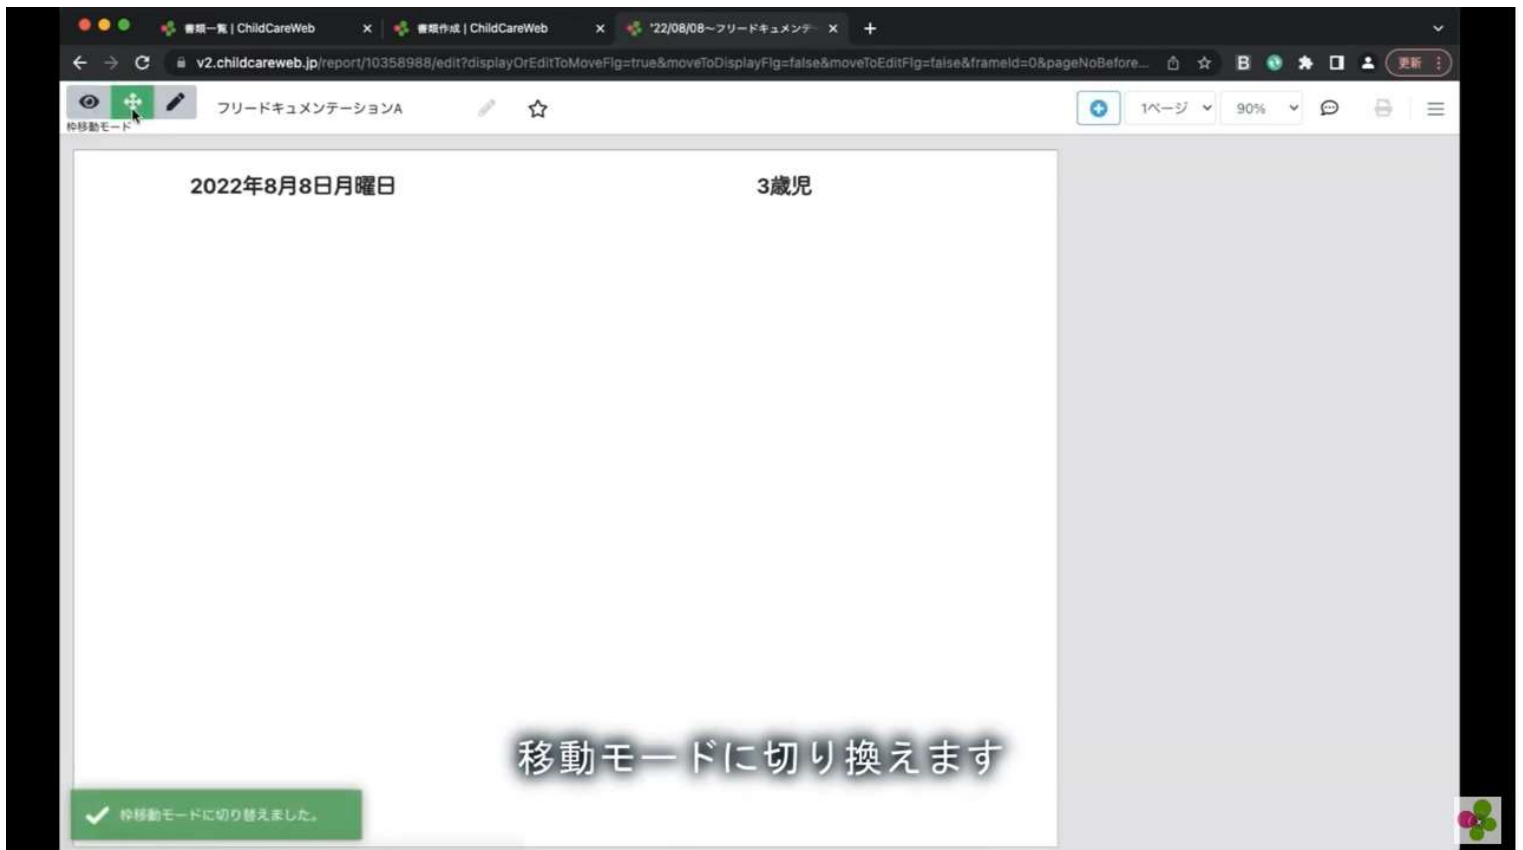 書類一覧 | ChildCareWeb
書類作成 | ChildCareWeb
'22/08/08〜フリードキュメンテ
v2.childcareweb.jp/report/10358988/edit?displayOrEditToMoveFlg=true&moveToDisplayFlg=false&moveToEditFlg=false&frameId=0&pageNoBefore...
B
更新
フリードキュメンテーションA
1ページ
90%
枠移動モード
2022年8月8日月曜日
3歳児
移動モードに切り換えます
枠移動モードに切り替えました。